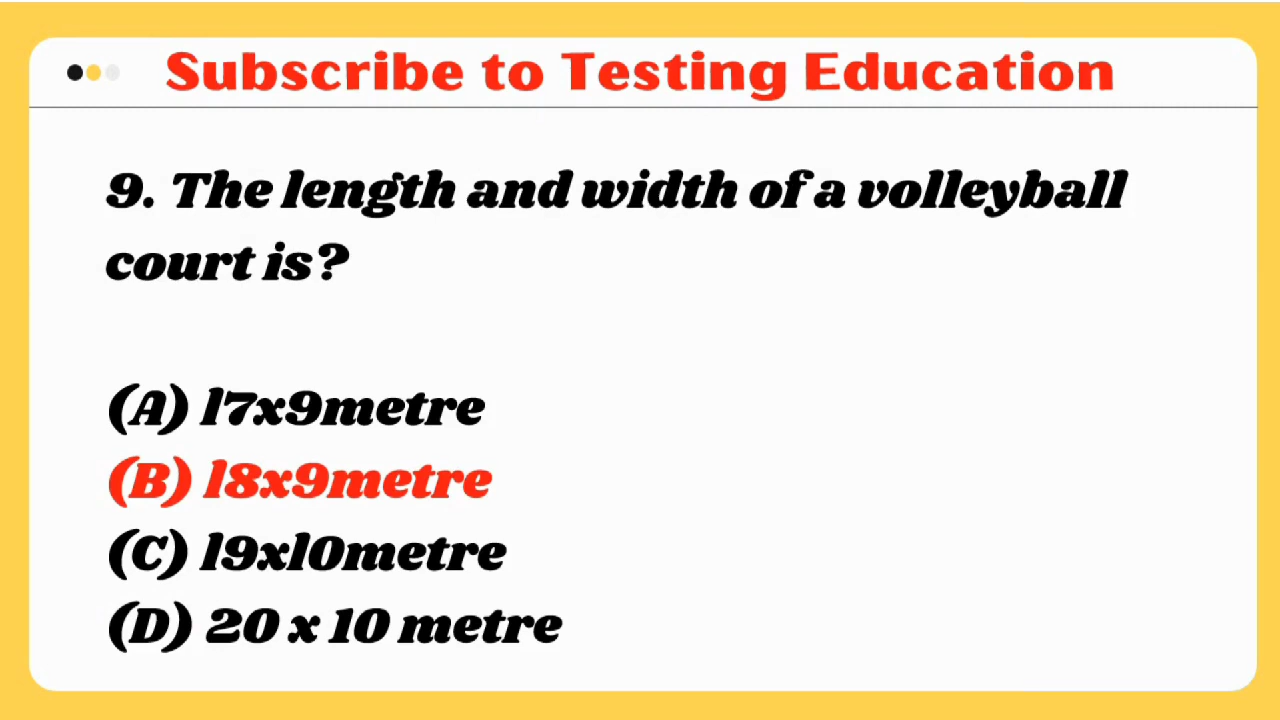 Subscribe to Testing Education
9. The length and width of a volleyball
court is?
(A) 17x9metre
(B) 18x9metre
(C) 19x10metre
(D) 20 x 10 metre